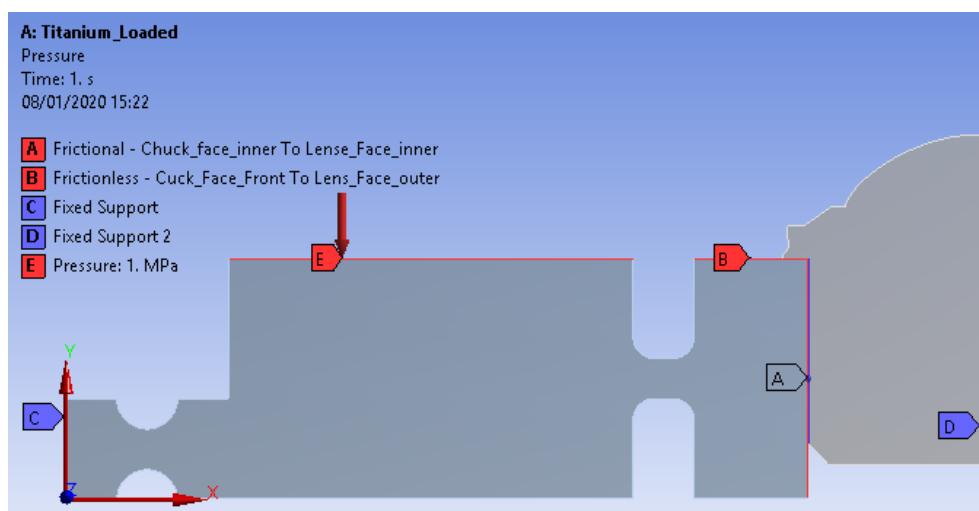 A: Titanium_Loaded
Pressure
Time: 1. s
08/01/2020 15:22
A Frictional - Chuck_face_inner To Lense_Face_inner
B Frictionless - Cuck_Face_Front To Lens_Face_outer
C Fixed Support
D Fixed Support 2
E Pressure: 1. MPa
E
B
Y
A
C
D
Z
X